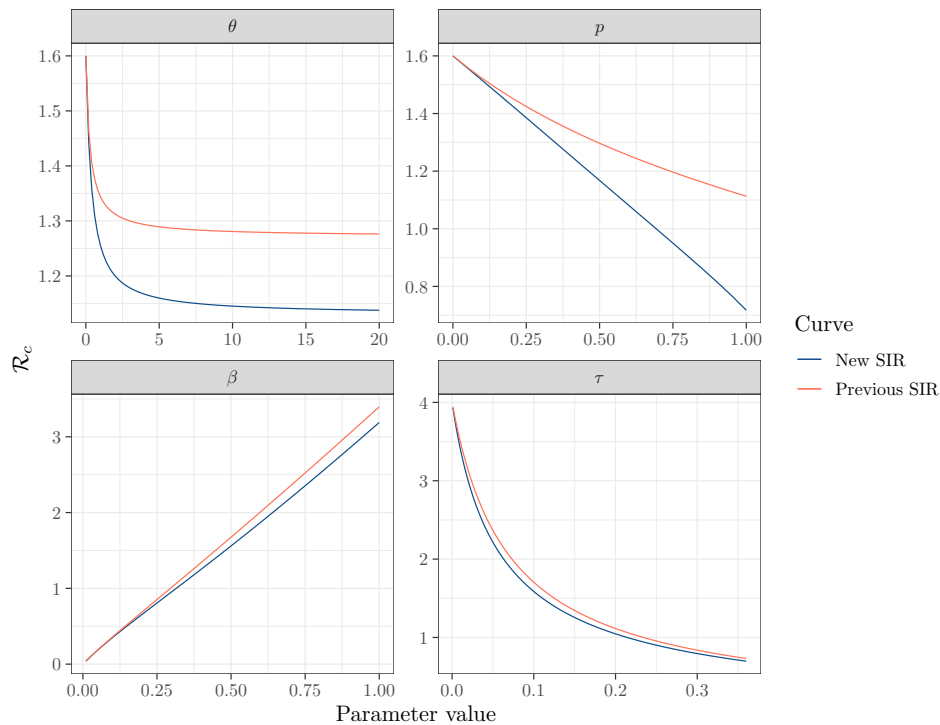 θ
p
1.6
1.5
1.4
1.3
1.2
0 5 10 15 20
1.6
1.4
1.2
1.0
0.8
0.00 0.25 0.50 0.75 1.00
β
τ
3
2
1
0
0.00 0.25 0.50 0.75 1.00
4
3
2
1
0.0 0.1 0.2 0.3
ℛc
Parameter value
Curve
New SIR
Previous SIR